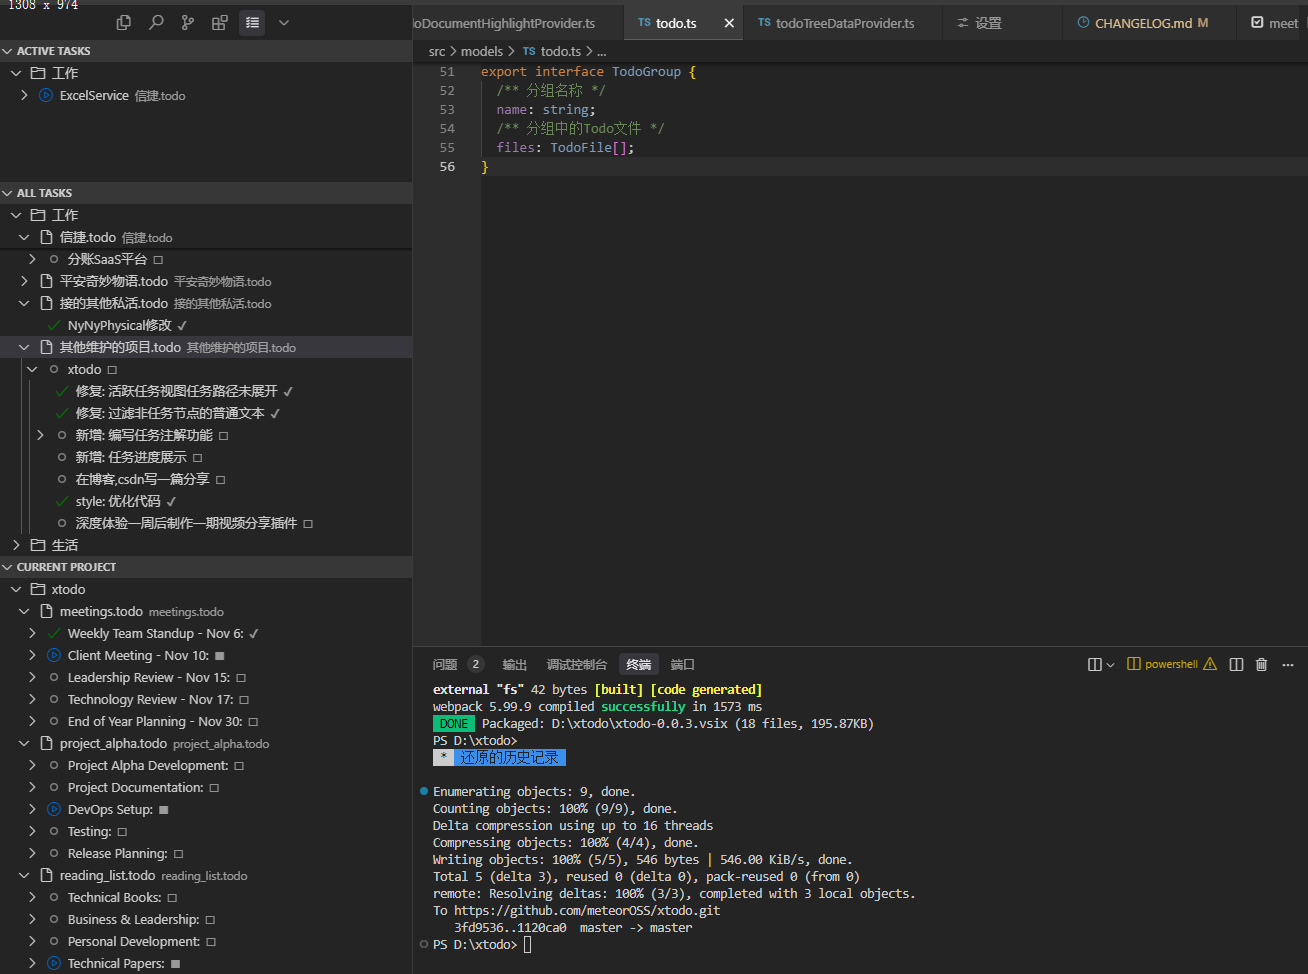 1308 x 974
oDocumentHighlightProvider.ts
TS todo.ts
TS todoTreeDataProvider.ts
设置
CHANGELOG.md M
meet
ACTIVE TASKS
工作
ExcelService 信捷.todo
ALL TASKS
工作
信捷.todo 信捷.todo
分账SaaS平台 □
平安奇妙物语.todo 平安奇妙物语.todo
接的其他私活.todo 接的其他私活.todo
NyNyPhysical修改 ✓
其他维护的项目.todo 其他维护的项目.todo
xtodo □
修复: 活跃任务视图任务路径未展开 ✓
修复: 过滤非任务节点的普通文本 ✓
新增: 编写任务注解功能 □
新增: 任务进度展示 □
在博客,csdn写一篇分享 □
style: 优化代码 ✓
深度体验一周后制作一期视频分享插件 □
生活
CURRENT PROJECT
xtodo
meetings.todo meetings.todo
Weekly Team Standup - Nov 6: ✓
Client Meeting - Nov 10: ■
Leadership Review - Nov 15: □
Technology Review - Nov 17: □
End of Year Planning - Nov 30: □
project_alpha.todo project_alpha.todo
Project Alpha Development: □
Project Documentation: □
DevOps Setup: ■
Testing: □
Release Planning: □
reading_list.todo reading_list.todo
Technical Books: □
Business & Leadership: □
Personal Development: □
Technical Papers: ■
src > models > TS todo.ts > ...
51 export interface TodoGroup {
52 /** 分组名称 */
53 name: string;
54 /** 分组中的Todo文件 */
55 files: TodoFile[];
56 }
问题 2 输出 调试控制台 终端 端口
powershell
external "fs" 42 bytes [built] [code generated]
webpack 5.99.9 compiled successfully in 1573 ms
DONE Packaged: D:\xtodo\xtodo-0.0.3.vsix (18 files, 195.87KB)
PS D:\xtodo>
* 还原的历史记录
Enumerating objects: 9, done.
Counting objects: 100% (9/9), done.
Delta compression using up to 16 threads
Compressing objects: 100% (4/4), done.
Writing objects: 100% (5/5), 546 bytes | 546.00 KiB/s, done.
Total 5 (delta 3), reused 0 (delta 0), pack-reused 0 (from 0)
remote: Resolving deltas: 100% (3/3), completed with 3 local objects.
To https://github.com/meteorOSS/xtodo.git
3fd9536..1120ca0 master -> master
PS D:\xtodo>